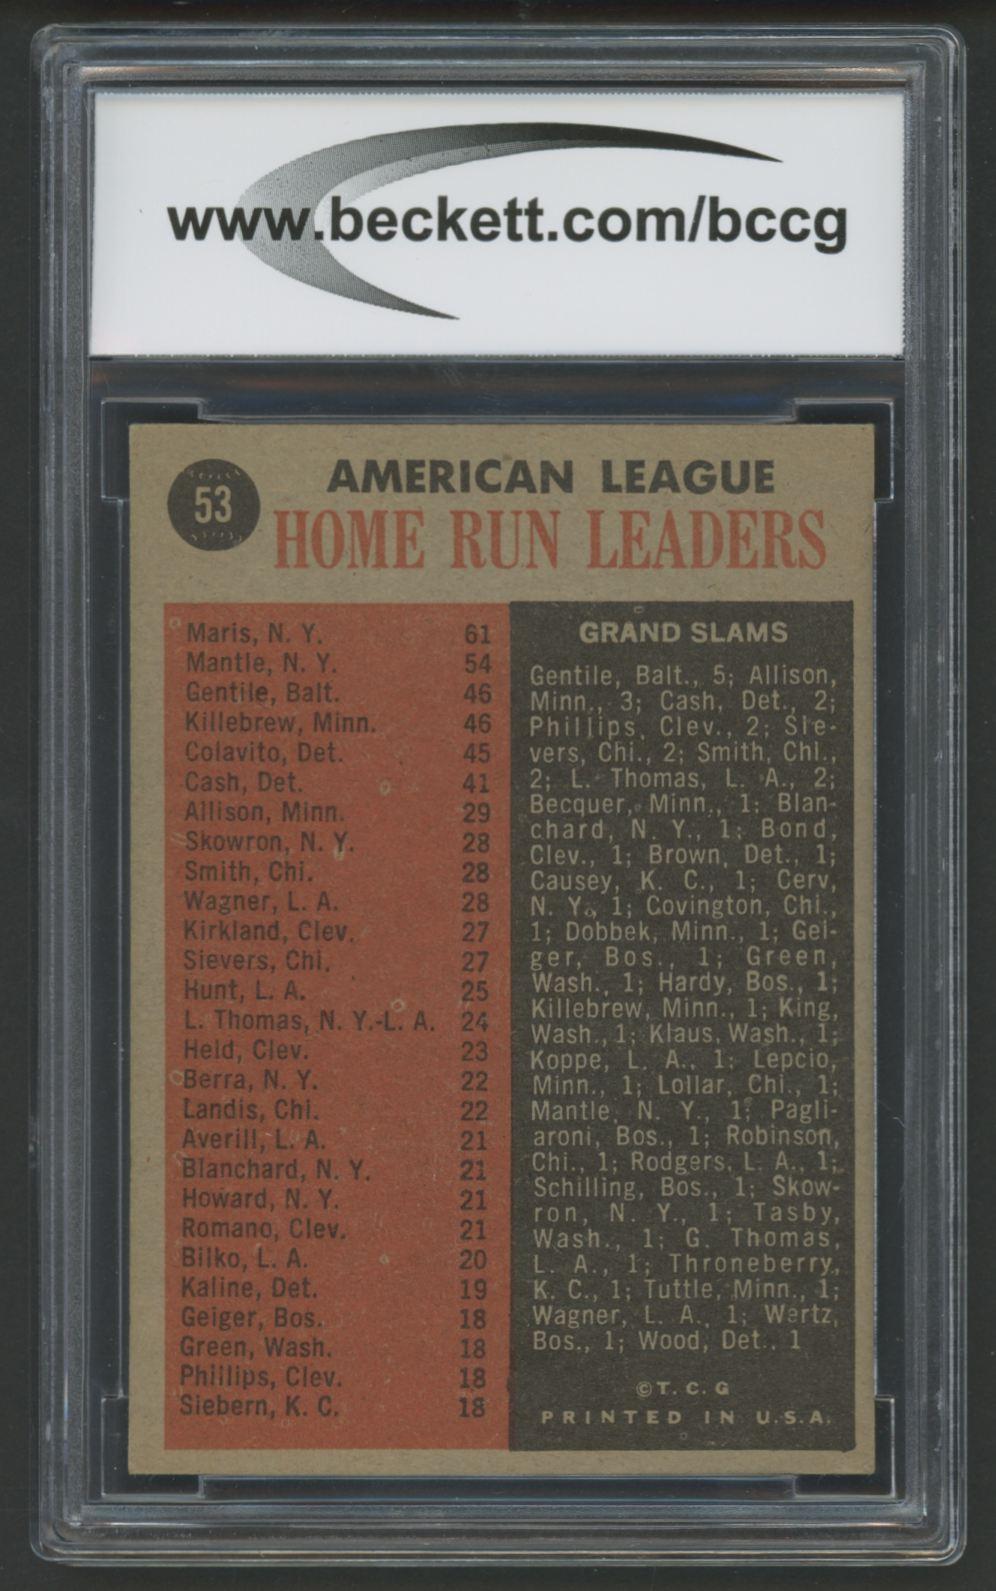 www.beckett.com/bccg
53
AMERICAN LEAGUE
HOME RUN LEADERS
Maris, N. Y. 61
Mantle, N. Y. 54
Gentile, Balt. 46
Killebrew, Minn. 46
Colavito, Det. 45
Cash, Det. 41
Allison, Minn. 29
Skowron, N. Y. 28
Smith, Chi. 28
Wagner, L. A. 28
Kirkland, Clev. 27
Sievers, Chi. 27
Hunt, L. A. 25
L. Thomas, N. Y.-L. A. 24
Held, Clev. 23
Berra, N. Y. 22
Landis, Chi. 22
Averill, L. A. 21
Blanchard, N. Y. 21
Howard, N. Y. 21
Romano, Clev. 21
Bilko, L. A. 20
Kaline, Det. 19
Geiger, Bos. 18
Green, Wash. 18
Phillips, Clev. 18
Siebern, K. C. 18
GRAND SLAMS
Gentile, Balt., 5; Allison,
Minn., 3; Cash, Det., 2;
Phillips, Clev., 2; Sie-
vers, Chi., 2; Smith, Chi.,
2; L. Thomas, L. A., 2;
Becquer, Minn., 1; Blan-
chard, N. Y., 1; Bond,
Clev., 1; Brown, Det., 1;
Causey, K. C., 1; Cerv,
N. Y., 1; Covington, Chi.,
1; Dobbek, Minn., 1; Gei-
ger, Bos., 1; Green,
Wash., 1; Hardy, Bos., 1;
Killebrew, Minn., 1; King,
Wash., 1; Klaus, Wash., 1;
Koppe, L. A., 1; Lepcio,
Minn., 1; Lollar, Chi., 1;
Mantle, N. Y., 1; Pagli-
aroni, Bos., 1; Robinson,
Chi., 1; Rodgers, L. A., 1;
Schilling, Bos., 1; Skow-
ron, N. Y., 1; Tasby,
Wash., 1; G. Thomas,
L. A., 1; Throneberry,
K. C., 1; Tuttle, Minn., 1;
Wagner, L. A., 1; Wertz,
Bos., 1; Wood, Det., 1
© T. C. G
PRINTED IN U.S.A.